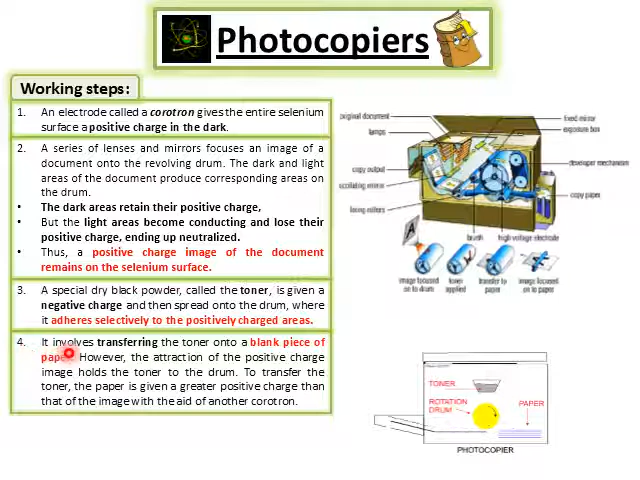 Photocopiers
Working steps:
1. An electrode called a corotron gives the entire selenium
surface a positive charge in the dark.
2. A series of lenses and mirrors focuses an image of a
document onto the revolving drum. The dark and light
areas of the document produce corresponding areas on
the drum.
• The dark areas retain their positive charge,
• But the light areas become conducting and lose their
positive charge, ending up neutralized.
• Thus, a positive charge image of the document
remains on the selenium surface.
3. A special dry black powder, called the toner, is given a
negative charge and then spread onto the drum, where
it adheres selectively to the positively charged areas.
4. It involves transferring the toner onto a blank piece of
pape However, the attraction of the positive charge
image holds the toner to the drum. To transfer the
toner, the paper is given a greater positive charge than
that of the image with the aid of another corotron.
original document
lamps
copy output
oscillating mirror
fixed mirror
exposure box
developer mechanism
copy paper
brush
high voltage electrode
A
image focused
on to drum
toner
applied
transfer to
paper
image focused
on to paper
TONER
ROTATION
DRUM
PAPER
PHOTOCOPIER